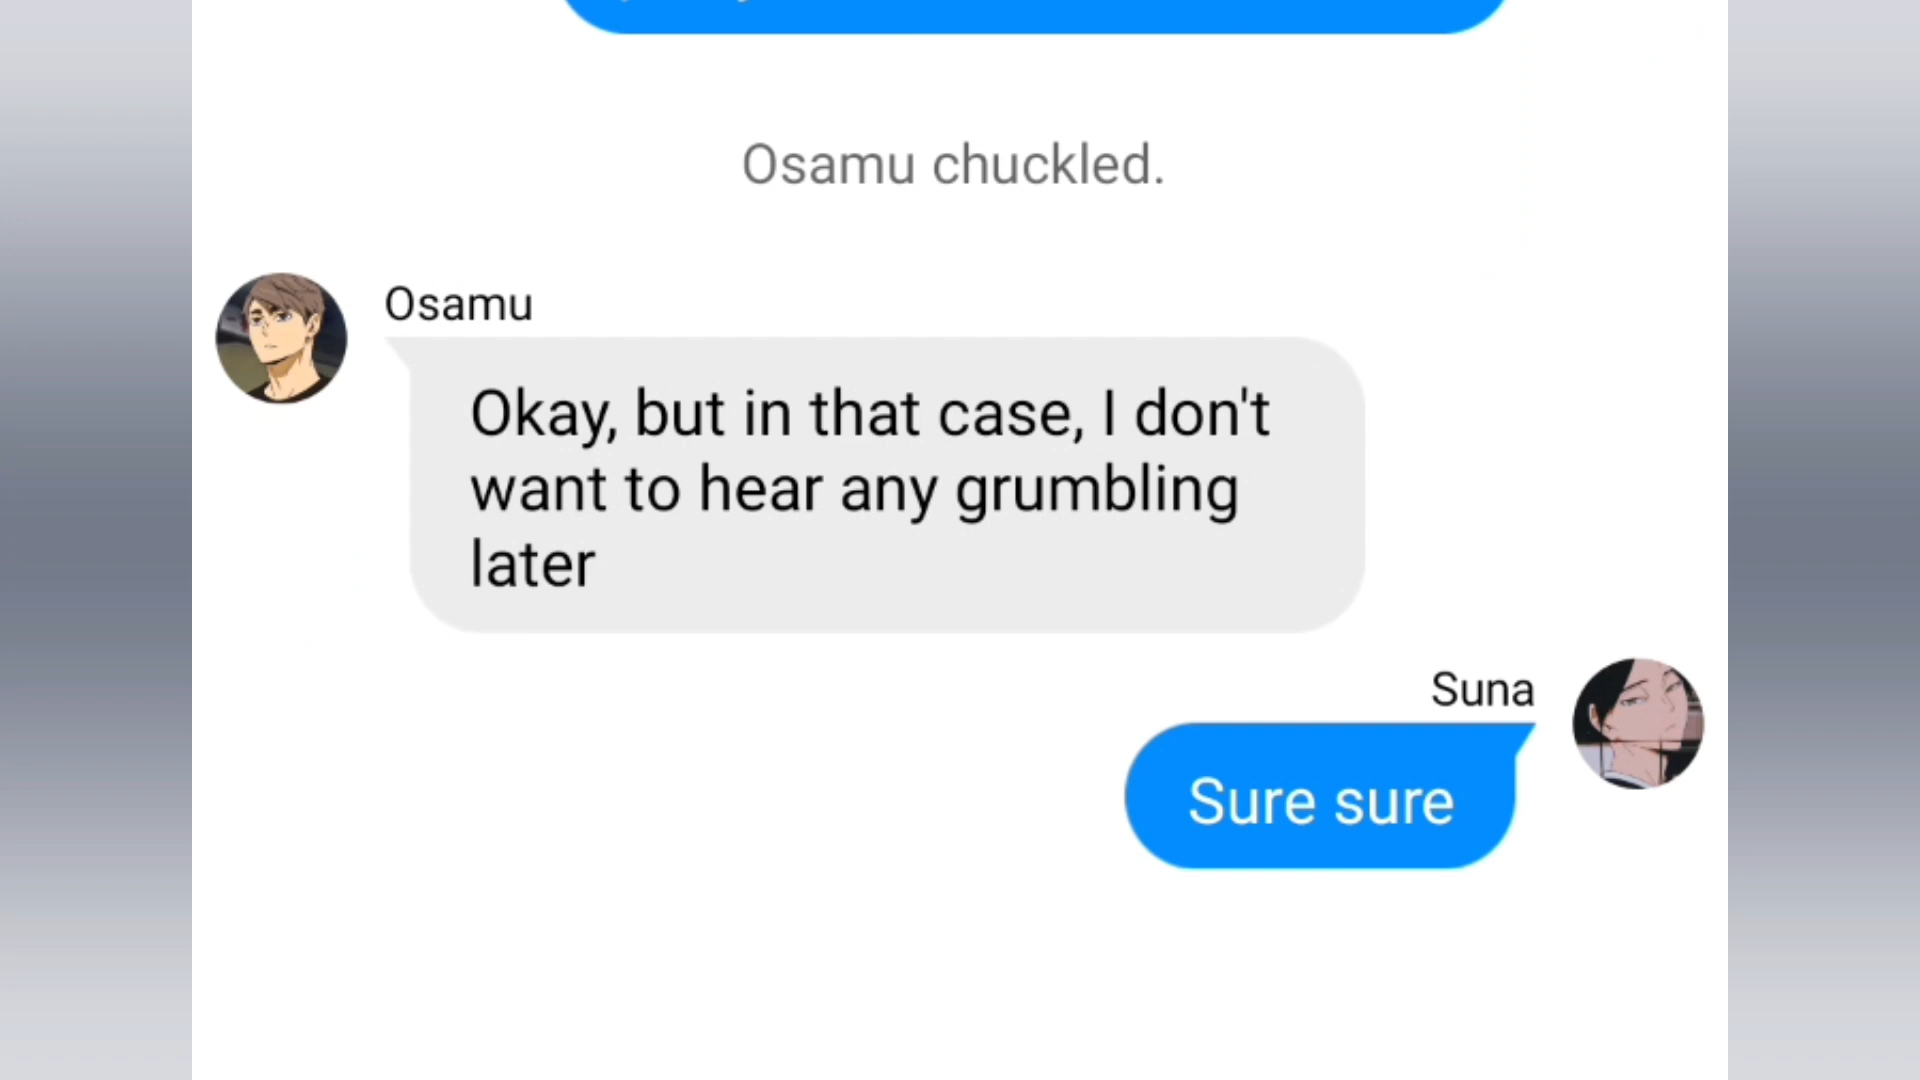 Osamu chuckled.
Osamu
Okay, but in that case, I don't
want to hear any grumbling
later
Suna
Sure sure